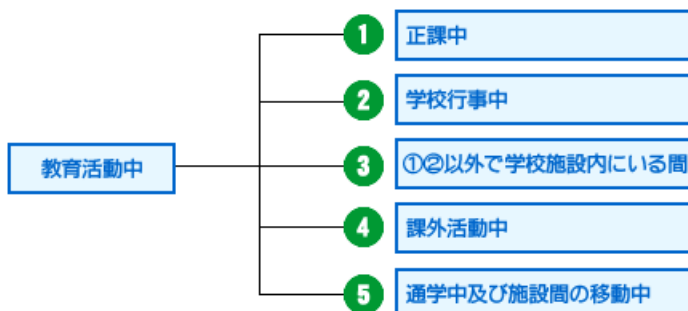 1 正課中
2 学校行事中
教育活動中
3 ①②以外で学校施設内にいる間
4 課外活動中
5 通学中及び施設間の移動中